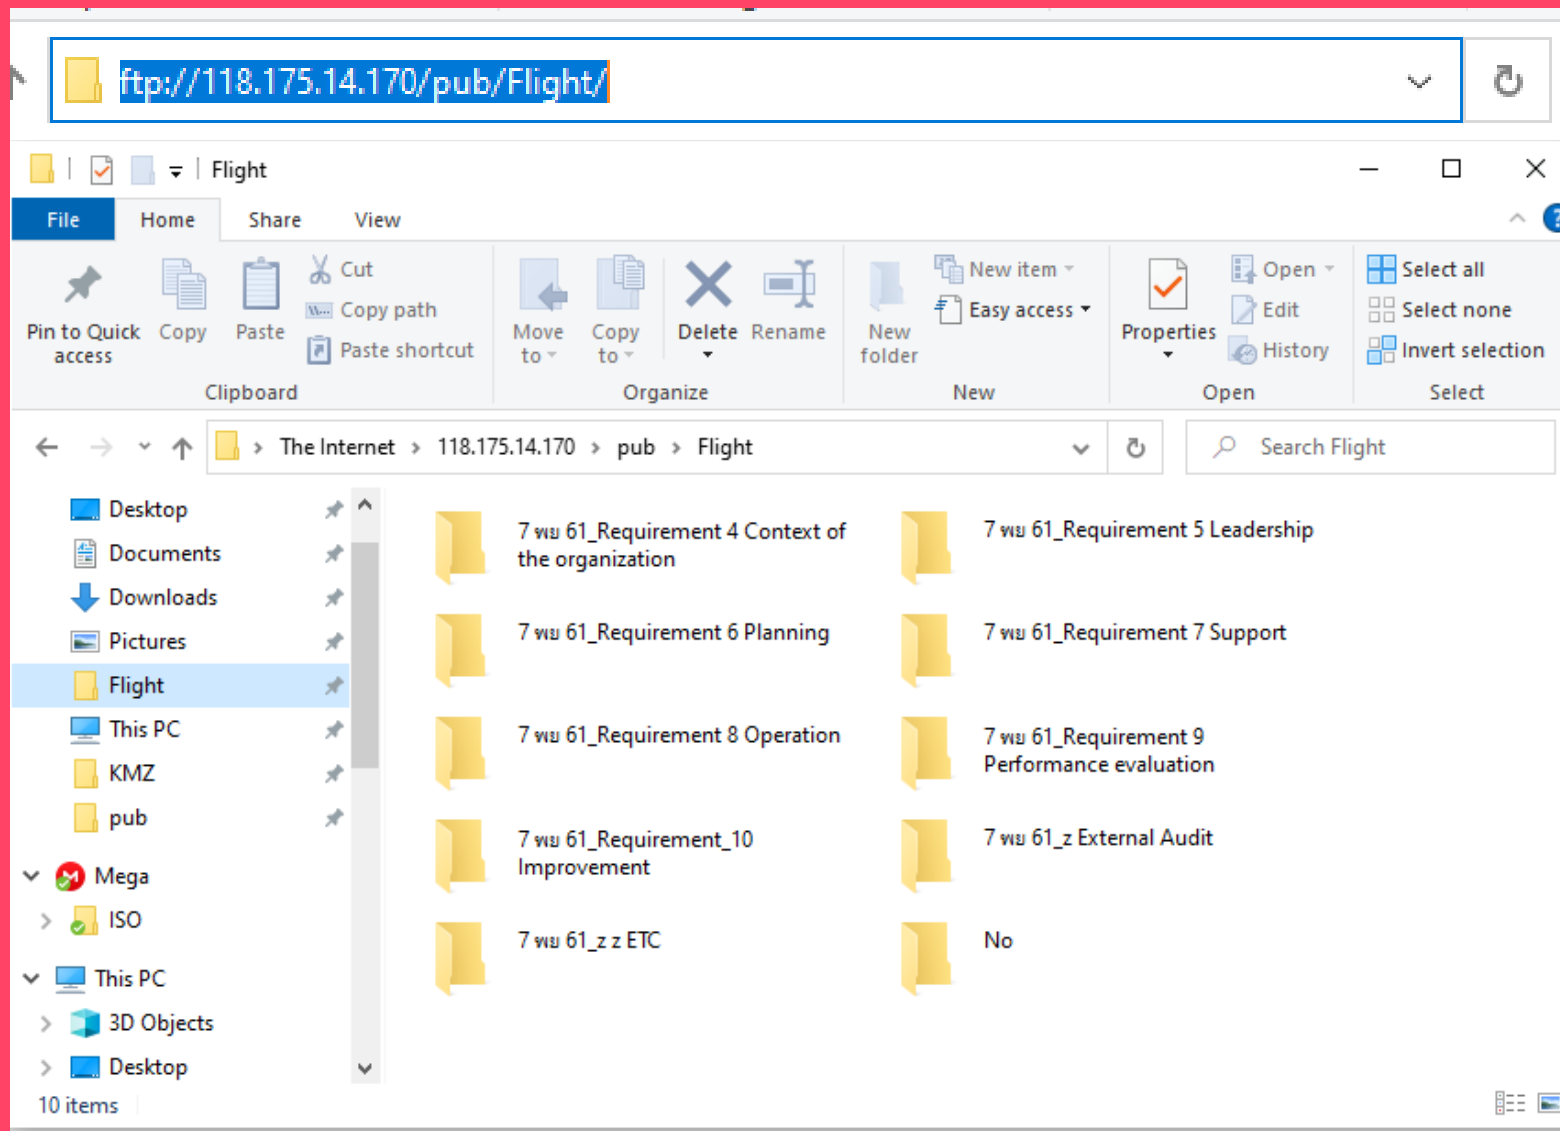 ftp://118.175.14.170/pub/Flight/
Flight
File
Home
Share
View
Pin to Quick
access
Copy
Paste
Cut
Copy path
Paste shortcut
Clipboard
Move
to
Copy
to
Delete
Rename
Organize
New
folder
New item
Easy access
New
Properties
Open
Edit
History
Open
Select all
Select none
Invert selection
Select
The Internet > 118.175.14.170 > pub > Flight
Search Flight
Desktop
Documents
Downloads
Pictures
Flight
This PC
KMZ
pub
Mega
ISO
This PC
3D Objects
Desktop
7 พย 61_Requirement 4 Context of
the organization
7 พย 61_Requirement 5 Leadership
7 พย 61_Requirement 6 Planning
7 พย 61_Requirement 7 Support
7 พย 61_Requirement 8 Operation
7 พย 61_Requirement 9
Performance evaluation
7 พย 61_Requirement_10
Improvement
7 พย 61_z External Audit
7 พย 61_z z ETC
No
10 items